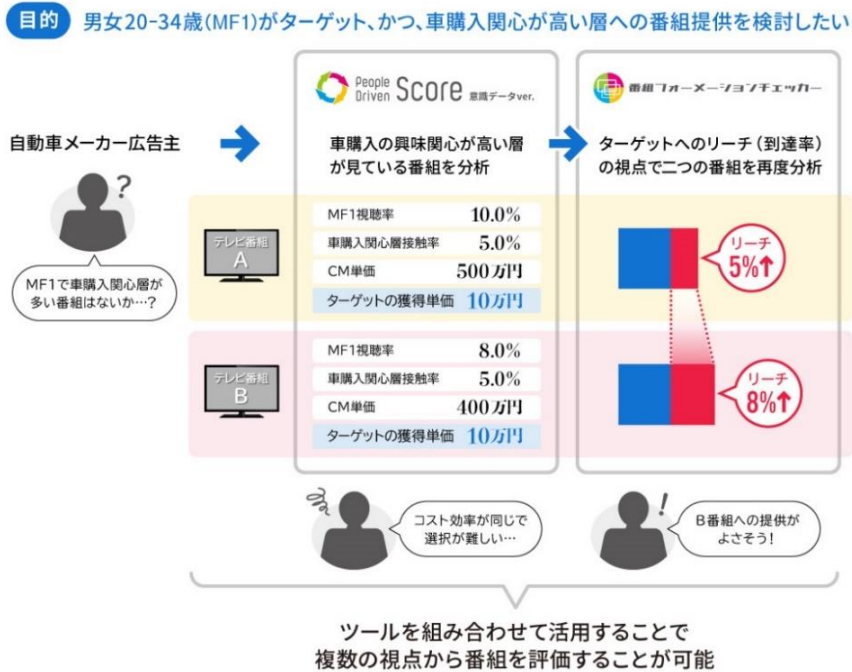 目的 男女20-34歳(MF1)がターゲット、かつ、車購入関心が高い層への番組提供を検討したい
People
Driven Score 意識データver.
番組フォーメーションチェッカー
自動車メーカー広告主
車購入の興味関心が高い層
が見ている番組を分析
ターゲットへのリーチ(到達率)
の視点で二つの番組を再度分析
?
MF1で車購入関心層が
多い番組はないか…?
テレビ番組
A
MF1視聴率 10.0%
車購入関心層接触率 5.0%
CM単価 500万円
ターゲットの獲得単価 10万円
リーチ
5%↑
テレビ番組
B
MF1視聴率 8.0%
車購入関心層接触率 5.0%
CM単価 400万円
ターゲットの獲得単価 10万円
リーチ
8%↑
コスト効率が同じで
選択が難しい…
!
B番組への提供が
よさそう!
ツールを組み合わせて活用することで
複数の視点から番組を評価することが可能